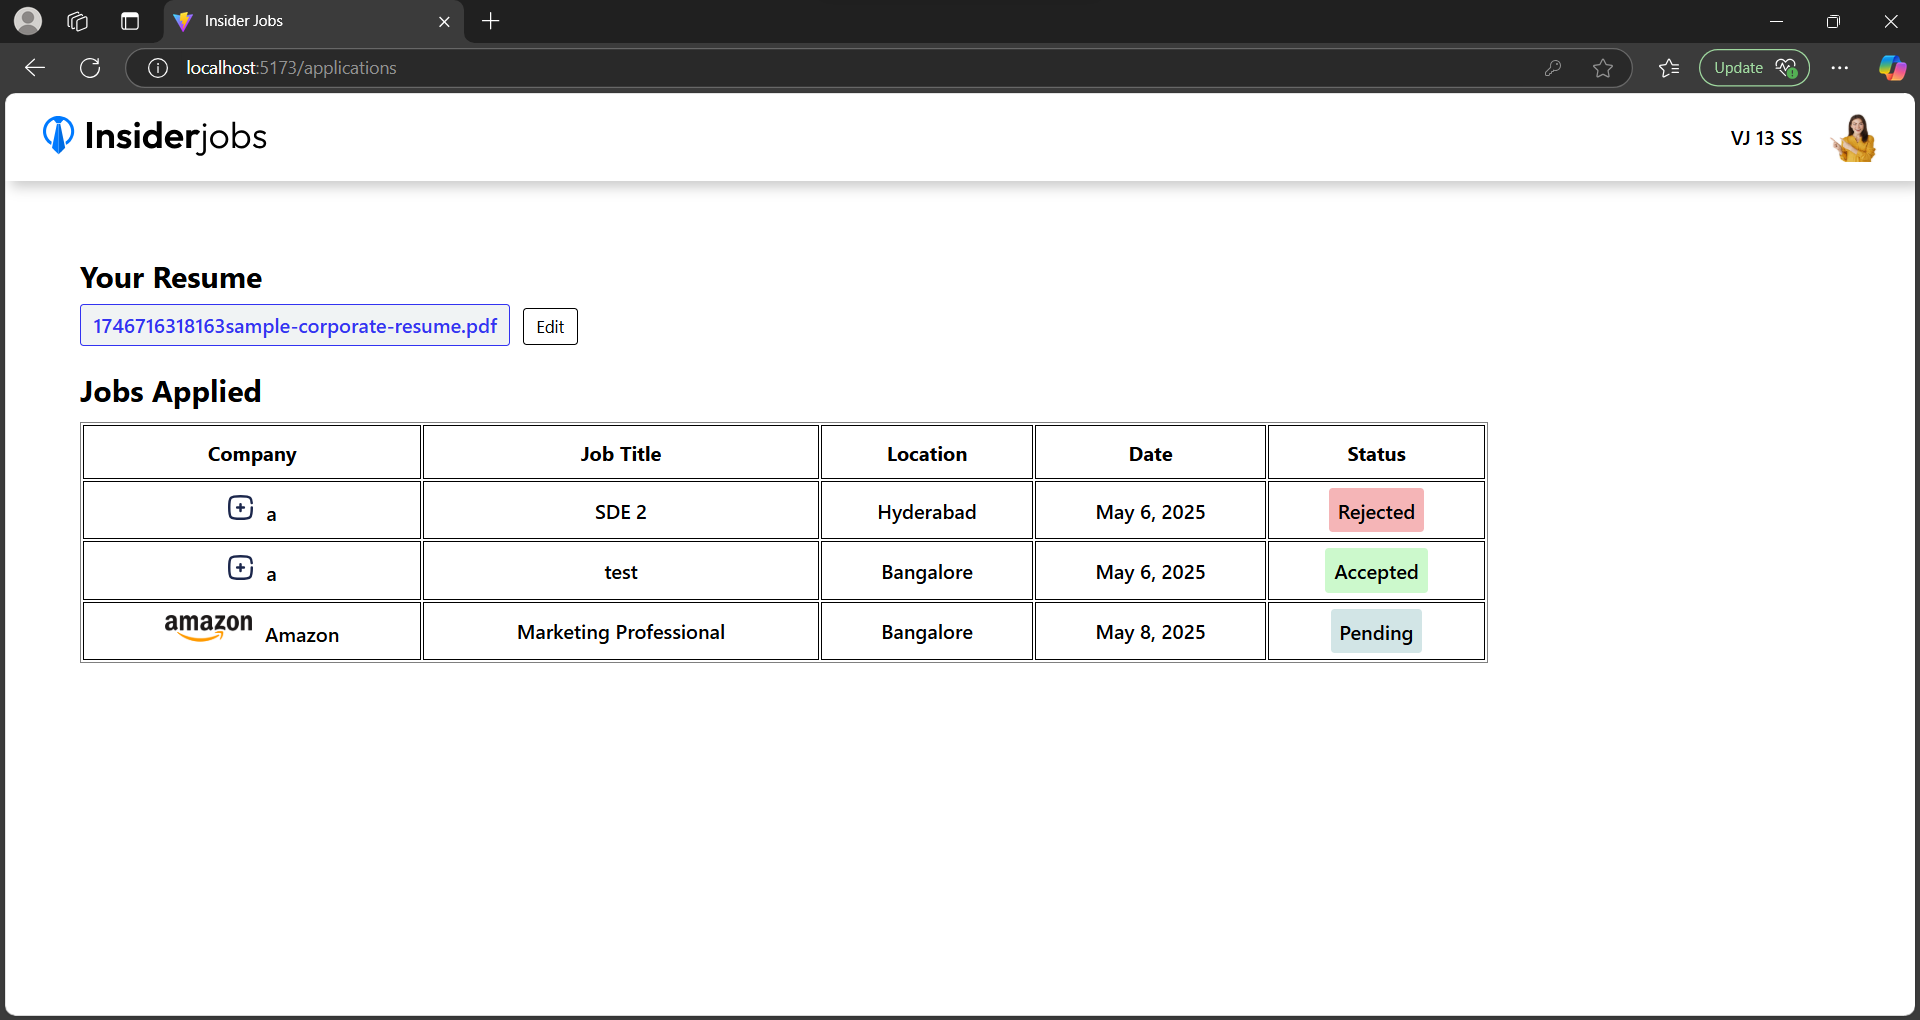 Insider Jobs
localhost:5173/applications
Update
Insiderjobs
VJ 13 SS
Your Resume
1746716318163sample-corporate-resume.pdf Edit
Jobs Applied
Company Job Title Location Date Status
a SDE 2 Hyderabad May 6, 2025 Rejected
a test Bangalore May 6, 2025 Accepted
amazon Amazon Marketing Professional Bangalore May 8, 2025 Pending